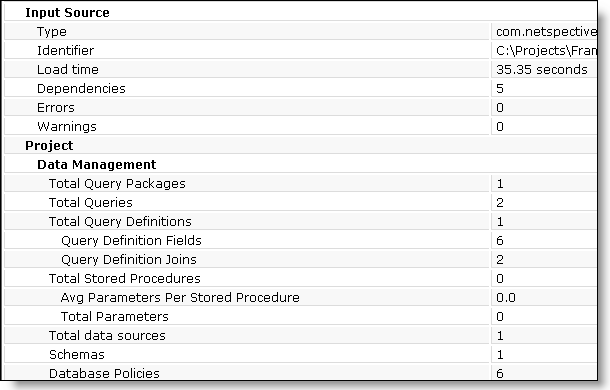 Input Source
Type com.netspective
Identifier C:\Projects\Fran
Load time 35.35 seconds
Dependencies 5
Errors 0
Warnings 0
Project
Data Management
Total Query Packages 1
Total Queries 2
Total Query Definitions 1
Query Definition Fields 6
Query Definition Joins 2
Total Stored Procedures 0
Avg Parameters Per Stored Procedure 0.0
Total Parameters 0
Total data sources 1
Schemas 1
Database Policies 6